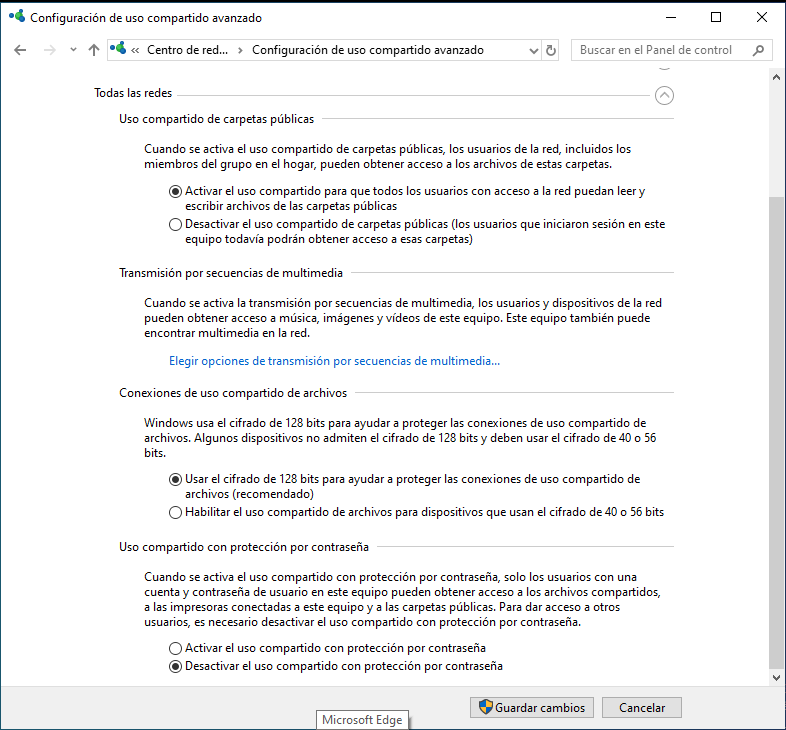 Configuración de uso compartido avanzado
« Centro de red... › Configuración de uso compartido avanzado
Buscar en el Panel de control
Todas las redes
Uso compartido de carpetas públicas
Cuando se activa el uso compartido de carpetas públicas, los usuarios de la red, incluidos los
miembros del grupo en el hogar, pueden obtener acceso a los archivos de estas carpetas.
Activar el uso compartido para que todos los usuarios con acceso a la red puedan leer y
escribir archivos de las carpetas públicas
Desactivar el uso compartido de carpetas públicas (los usuarios que iniciaron sesión en este
equipo todavía podrán obtener acceso a esas carpetas)
Transmisión por secuencias de multimedia
Cuando se activa la transmisión por secuencias de multimedia, los usuarios y dispositivos de la red
pueden obtener acceso a música, imágenes y vídeos de este equipo. Este equipo también puede
encontrar multimedia en la red.
Elegir opciones de transmisión por secuencias de multimedia...
Conexiones de uso compartido de archivos
Windows usa el cifrado de 128 bits para ayudar a proteger las conexiones de uso compartido de
archivos. Algunos dispositivos no admiten el cifrado de 128 bits y deben usar el cifrado de 40 o 56
bits.
Usar el cifrado de 128 bits para ayudar a proteger las conexiones de uso compartido de
archivos (recomendado)
Habilitar el uso compartido de archivos para dispositivos que usan el cifrado de 40 o 56 bits
Uso compartido con protección por contraseña
Cuando se activa el uso compartido con protección por contraseña, solo los usuarios con una
cuenta y contraseña de usuario en este equipo pueden obtener acceso a los archivos compartidos,
a las impresoras conectadas a este equipo y a las carpetas públicas. Para dar acceso a otros
usuarios, es necesario desactivar el uso compartido con protección por contraseña.
Activar el uso compartido con protección por contraseña
Desactivar el uso compartido con protección por contraseña
Guardar cambios
Cancelar
Microsoft Edge